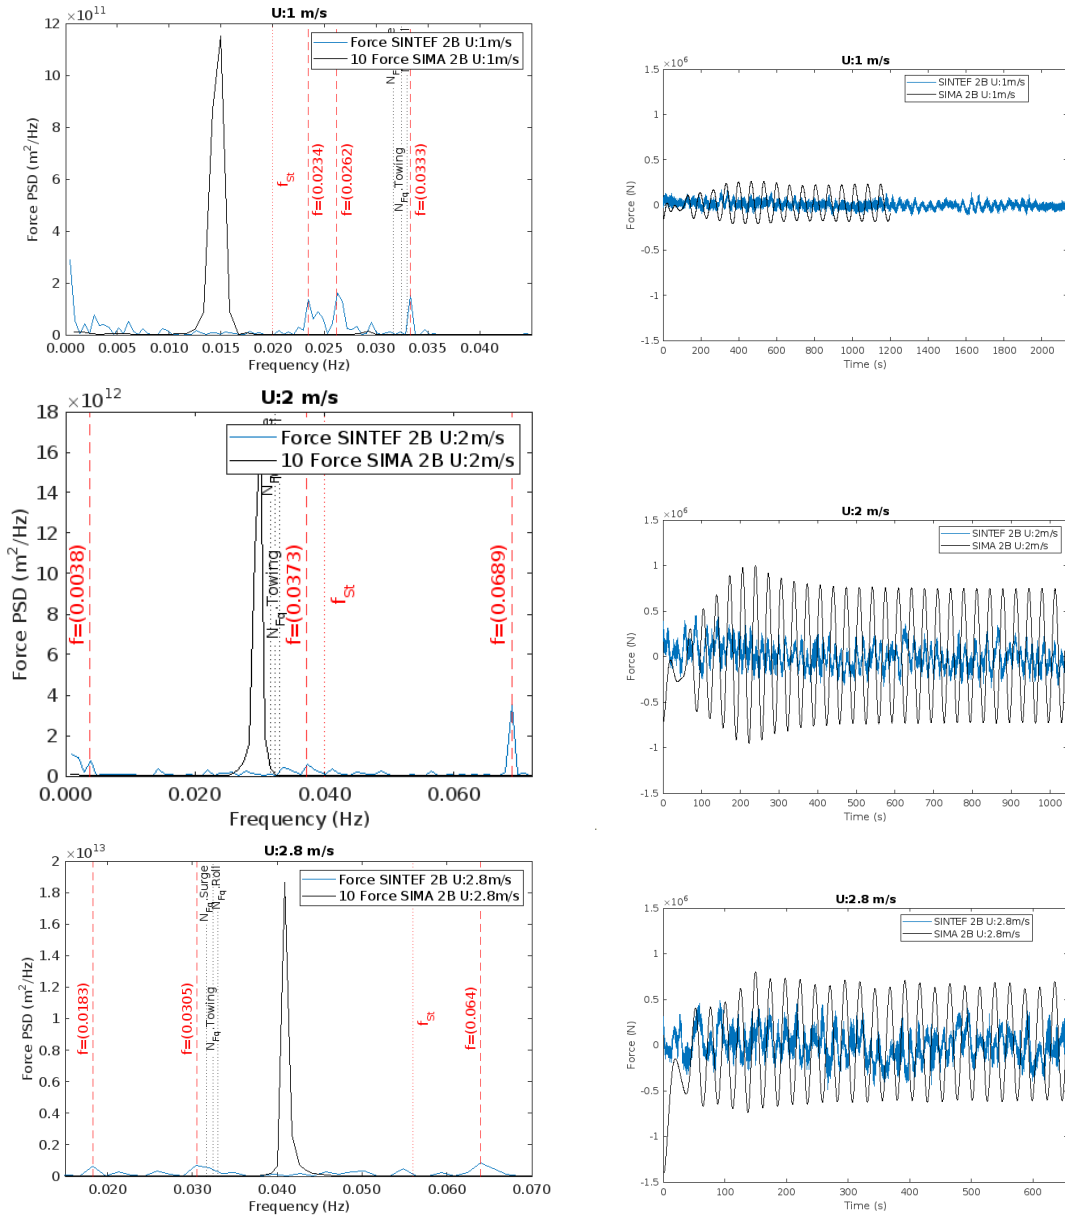 U:1 m/s
×10^11
Force SINTEF 2B U:1m/s
10 Force SIMA 2B U:1m/s
12
10
8
6
4
2
0
Force PSD (m²/Hz)
f_St
f=(0.0234)
f=(0.0262)
N_Fq.Towing
f=(0.0333)
0.000 0.005 0.010 0.015 0.020 0.025 0.030 0.035 0.040
Frequency (Hz)
U:1 m/s
×10^6
SINTEF 2B U:1m/s
SIMA 2B U:1m/s
1.5
1
0.5
0
-0.5
-1
-1.5
Force (N)
0 200 400 600 800 1000 1200 1400 1600 1800 2000
Time (s)
U:2 m/s
×10^12
Force SINTEF 2B U:2m/s
10 Force SIMA 2B U:2m/s
18
16
14
12
10
8
6
4
2
0
Force PSD (m²/Hz)
f=(0.0038)
N_Fq.Towing
f=(0.0373)
f_St
f=(0.0689)
0.000 0.020 0.040 0.060
Frequency (Hz)
U:2 m/s
×10^6
SINTEF 2B U:2m/s
SIMA 2B U:2m/s
1.5
1
0.5
0
-0.5
-1
-1.5
Force (N)
0 100 200 300 400 500 600 700 800 900 1000
Time (s)
U:2.8 m/s
×10^13
Force SINTEF 2B U:2.8m/s
10 Force SIMA 2B U:2.8m/s
2
1.8
1.6
1.4
1.2
1
0.8
0.6
0.4
0.2
0
Force PSD (m²/Hz)
f=(0.0183)
f=(0.0305)
N_Fq.Surge
N_Fq.Towing
N_Fq.Roll
f_St
f=(0.064)
0.020 0.030 0.040 0.050 0.060 0.070
Frequency (Hz)
U:2.8 m/s
×10^6
SINTEF 2B U:2.8m/s
SIMA 2B U:2.8m/s
1.5
1
0.5
0
-0.5
-1
-1.5
Force (N)
0 100 200 300 400 500 600
Time (s)